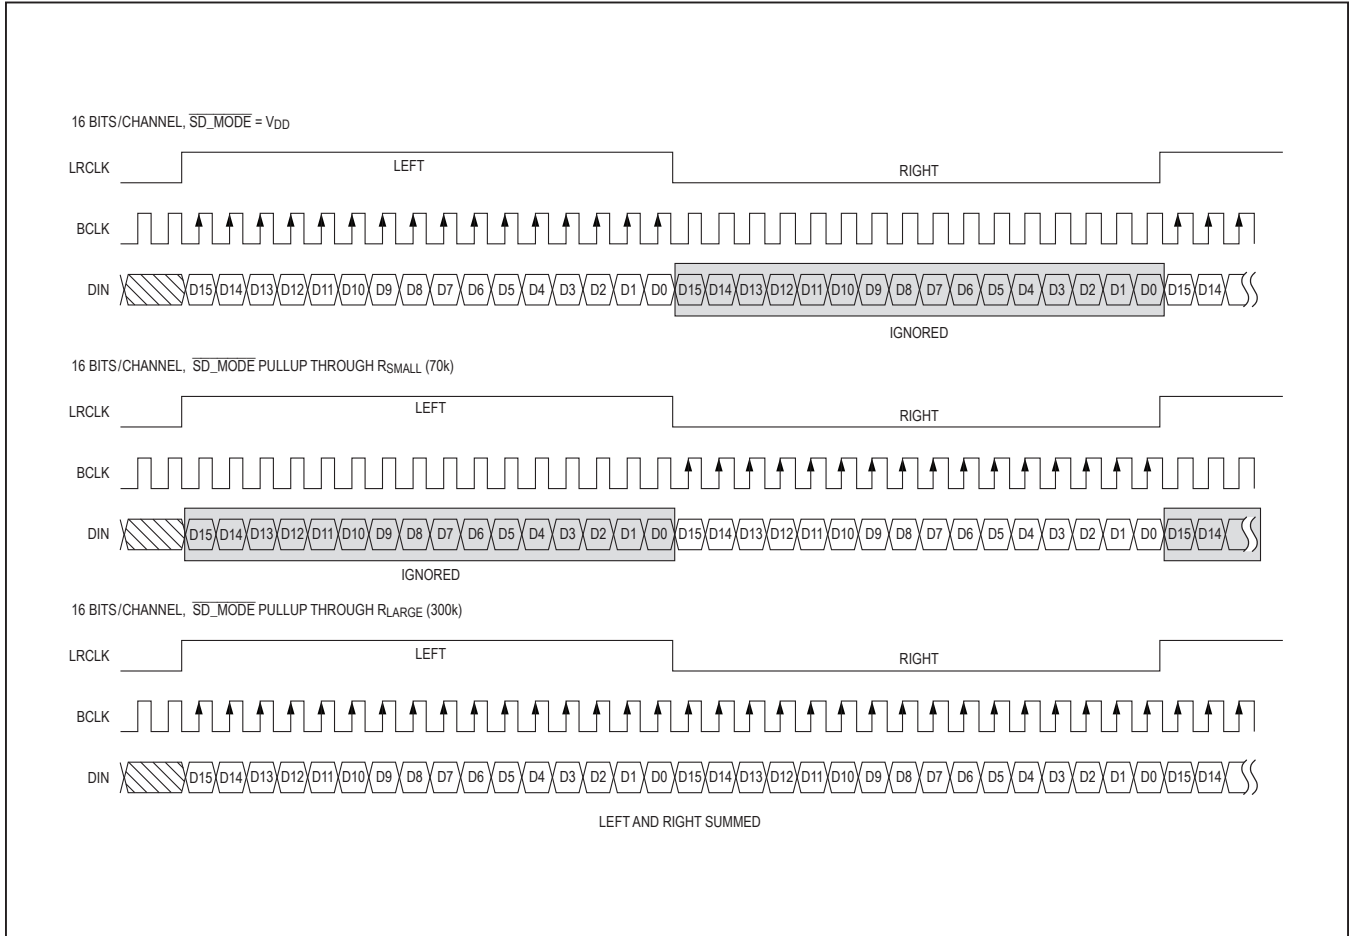 16 BITS/CHANNEL, SD_MODE = VDD
LRCLK LEFT RIGHT
BCLK
DIN D15 D14 D13 D12 D11 D10 D9 D8 D7 D6 D5 D4 D3 D2 D1 D0 D15 D14 D13 D12 D11 D10 D9 D8 D7 D6 D5 D4 D3 D2 D1 D0 D15 D14
IGNORED
16 BITS/CHANNEL, SD_MODE PULLUP THROUGH RSMALL (70k)
LRCLK LEFT RIGHT
BCLK
DIN D15 D14 D13 D12 D11 D10 D9 D8 D7 D6 D5 D4 D3 D2 D1 D0 D15 D14 D13 D12 D11 D10 D9 D8 D7 D6 D5 D4 D3 D2 D1 D0 D15 D14
IGNORED
16 BITS/CHANNEL, SD_MODE PULLUP THROUGH RLARGE (300k)
LRCLK LEFT RIGHT
BCLK
DIN D15 D14 D13 D12 D11 D10 D9 D8 D7 D6 D5 D4 D3 D2 D1 D0 D15 D14 D13 D12 D11 D10 D9 D8 D7 D6 D5 D4 D3 D2 D1 D0 D15 D14
LEFT AND RIGHT SUMMED